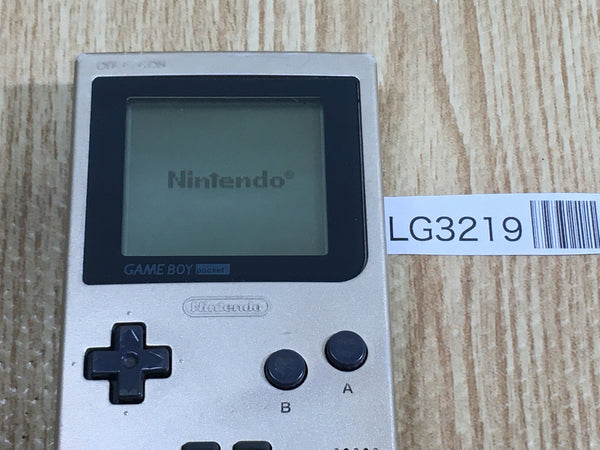 OFF ON
Nintendo®
GAME BOY pocket
Nintendo
B
A
LG3219